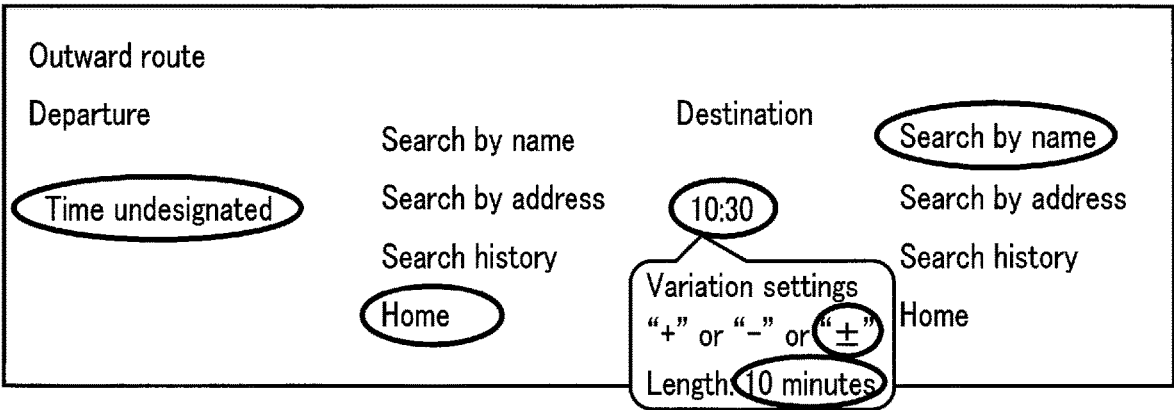 Outward route
Departure
Time undesignated
Search by name
Search by address
Search history
Home
Destination
10:30
Variation settings
“+” or “−” or “±”
Length: 10 minutes
Search by name
Search by address
Search history
Home